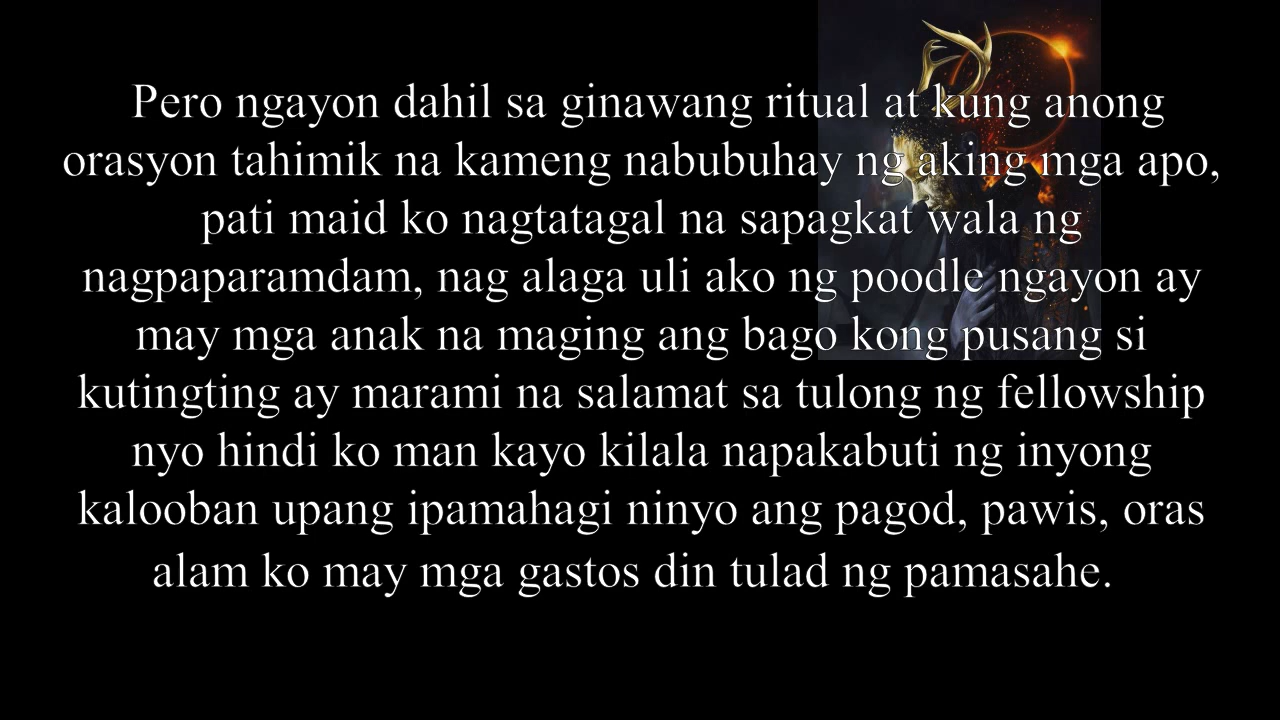 Pero ngayon dahil sa ginawang ritual at kung anong
orasyon tahimik na kameng nabubuhay ng aking mga apo,
pati maid ko nagtatagal na sapagkat wala ng
nagpaparamdam, nag alaga uli ako ng poodle ngayon ay
may mga anak na maging ang bago kong pusang si
kutingting ay marami na salamat sa tulong ng fellowship
nyo hindi ko man kayo kilala napakabuti ng inyong
kalooban upang ipamahagi ninyo ang pagod, pawis, oras
alam ko may mga gastos din tulad ng pamasahe.